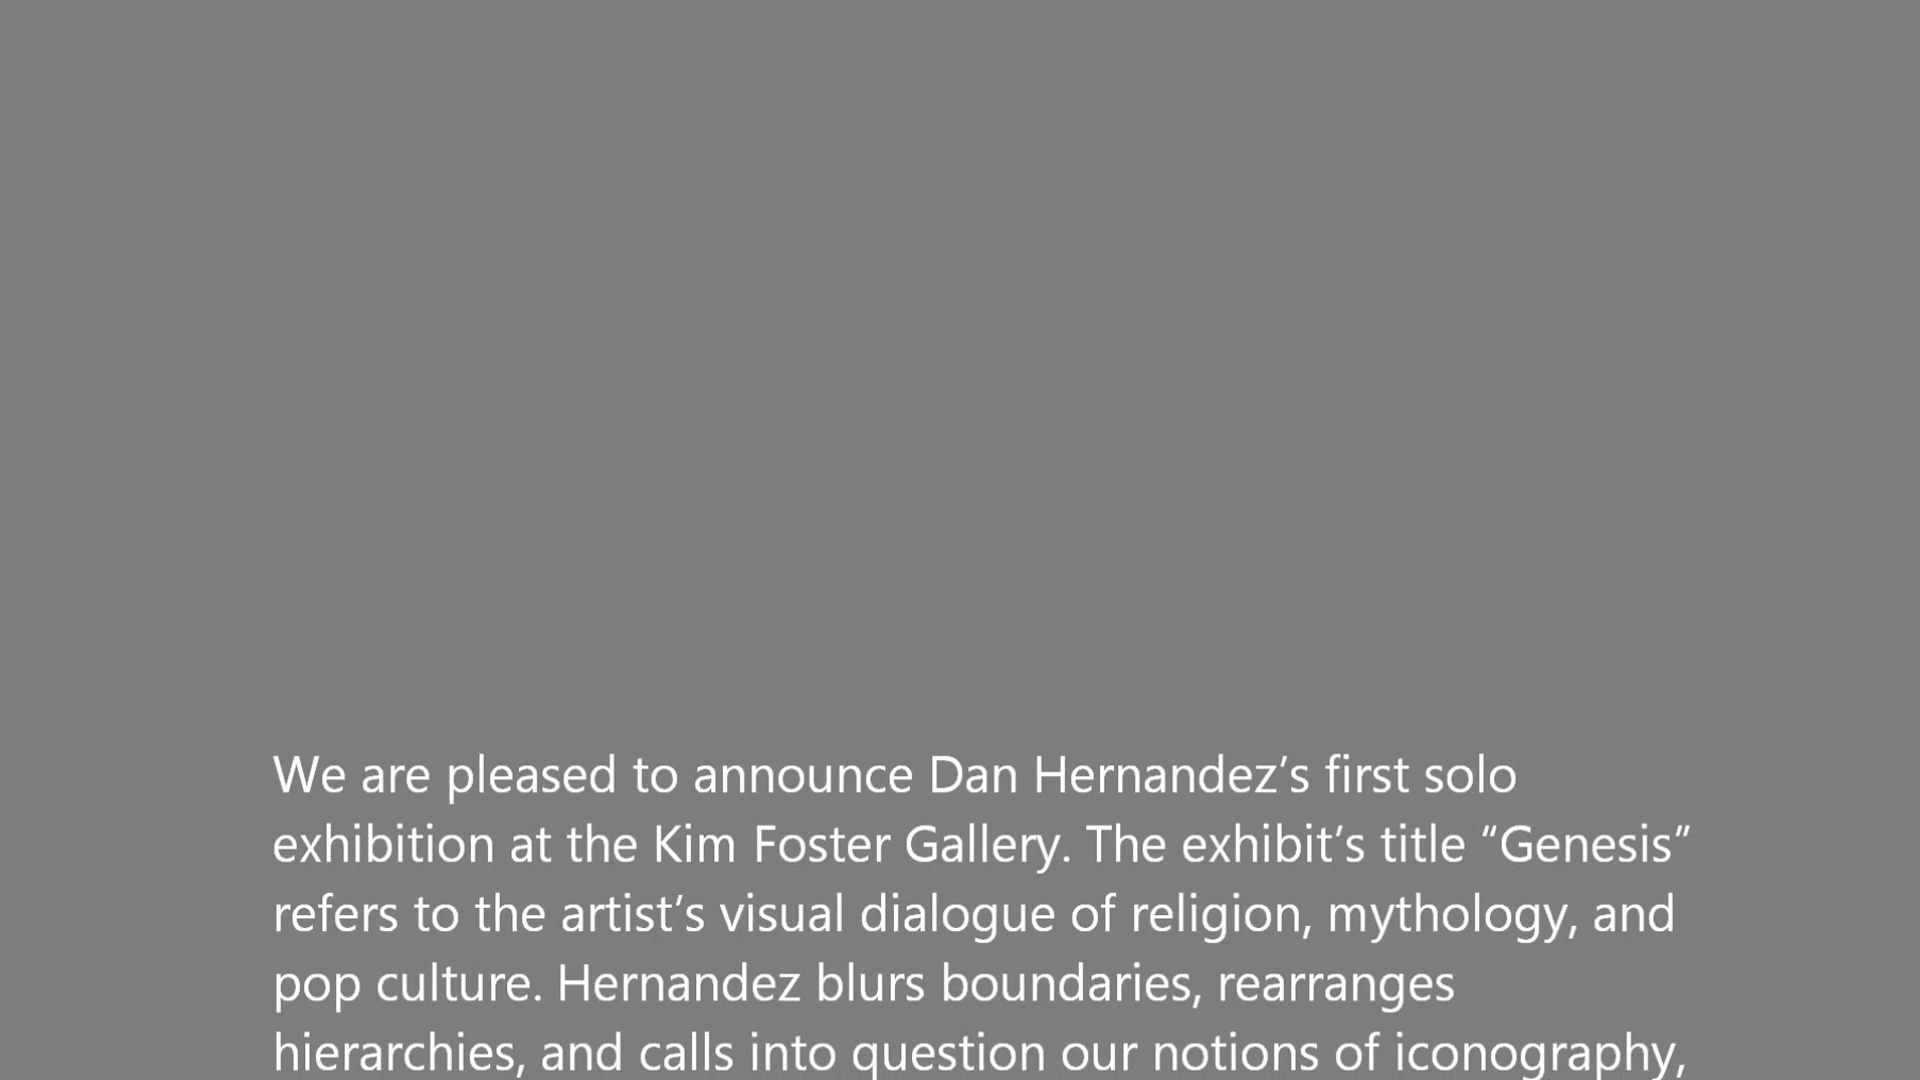 We are pleased to announce Dan Hernandez’s first solo
exhibition at the Kim Foster Gallery. The exhibit’s title “Genesis”
refers to the artist’s visual dialogue of religion, mythology, and
pop culture. Hernandez blurs boundaries, rearranges
hierarchies, and calls into question our notions of iconography,